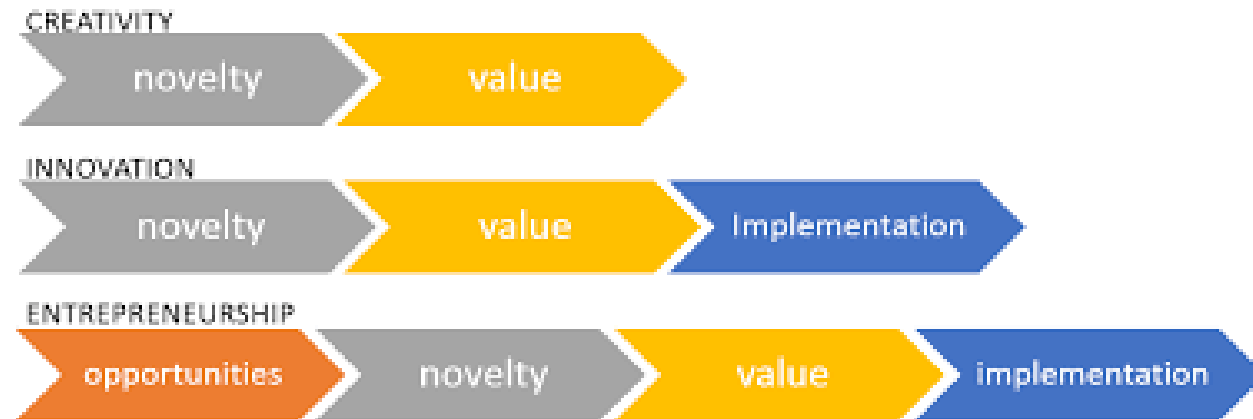 CREATIVITY
novelty value
INNOVATION
novelty value Implementation
ENTREPRENEURSHIP
opportunities novelty value implementation